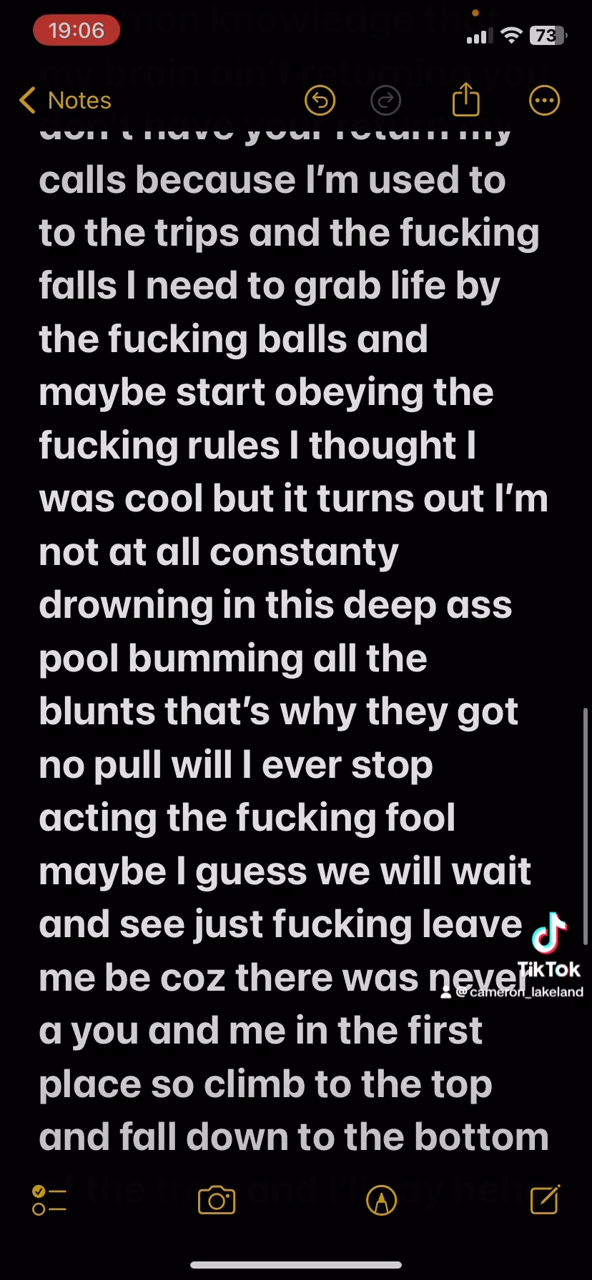 19:06
73
Notes
don't have your return my
calls because I'm used to
to the trips and the fucking
falls I need to grab life by
the fucking balls and
maybe start obeying the
fucking rules I thought I
was cool but it turns out I'm
not at all constanty
drowning in this deep ass
pool bumming all the
blunts that's why they got
no pull will I ever stop
acting the fucking fool
maybe I guess we will wait
and see just fucking leave
me be coz there was never
TikTok
@cameron_lakeland
a you and me in the first
place so climb to the top
and fall down to the bottom